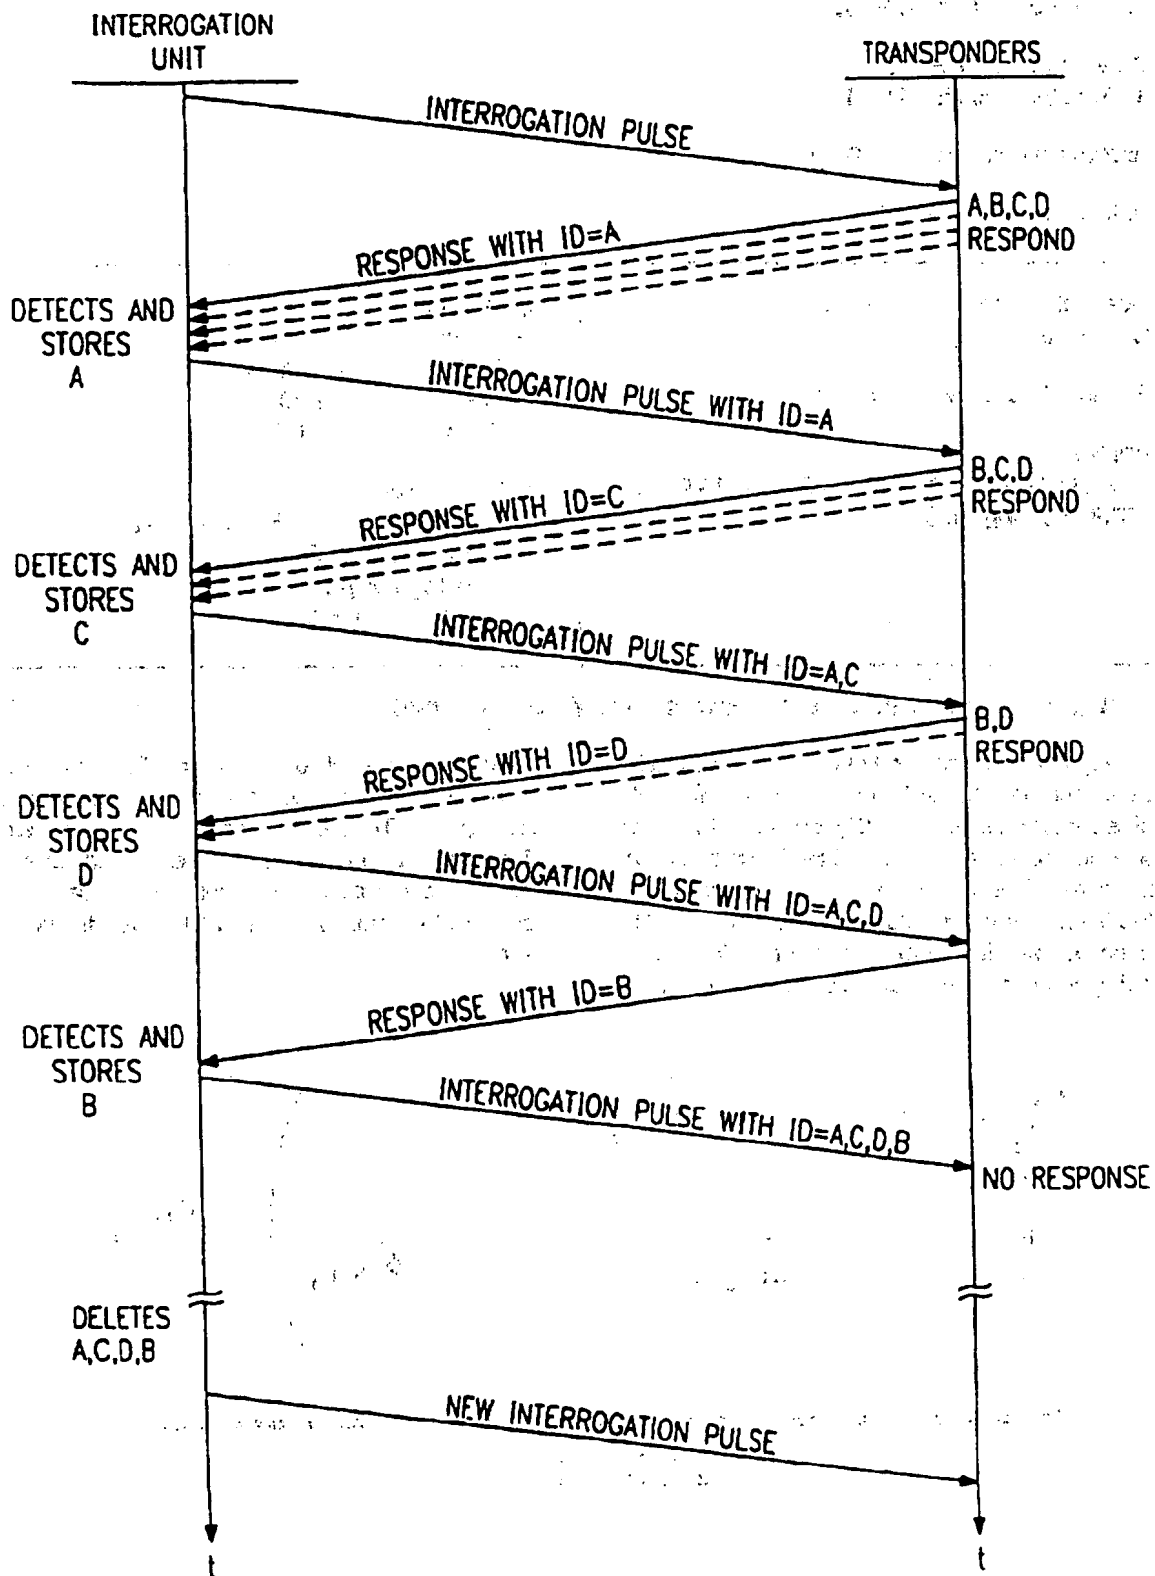 INTERROGATION
UNIT
TRANSPONDERS
INTERROGATION PULSE
A,B,C,D
RESPOND
RESPONSE WITH ID=A
DETECTS AND
STORES
A
INTERROGATION PULSE WITH ID=A
B,C,D
RESPOND
RESPONSE WITH ID=C
DETECTS AND
STORES
C
INTERROGATION PULSE WITH ID=A,C
B,D
RESPOND
RESPONSE WITH ID=D
DETECTS AND
STORES
D
INTERROGATION PULSE WITH ID=A,C,D
RESPONSE WITH ID=B
DETECTS AND
STORES
B
INTERROGATION PULSE WITH ID=A,C,D,B
NO RESPONSE
DELETES
A,C,D,B
NEW INTERROGATION PULSE
t
t